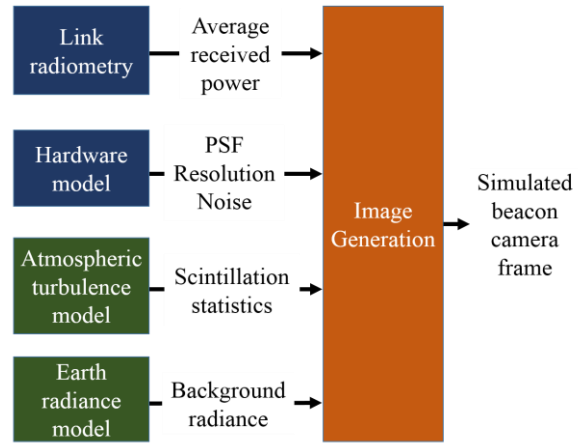 Link
radiometry
Average
received
power
Hardware
model
PSF
Resolution
Noise
Atmospheric
turbulence
model
Scintillation
statistics
Earth
radiance
model
Background
radiance
Image
Generation
Simulated
beacon
camera
frame